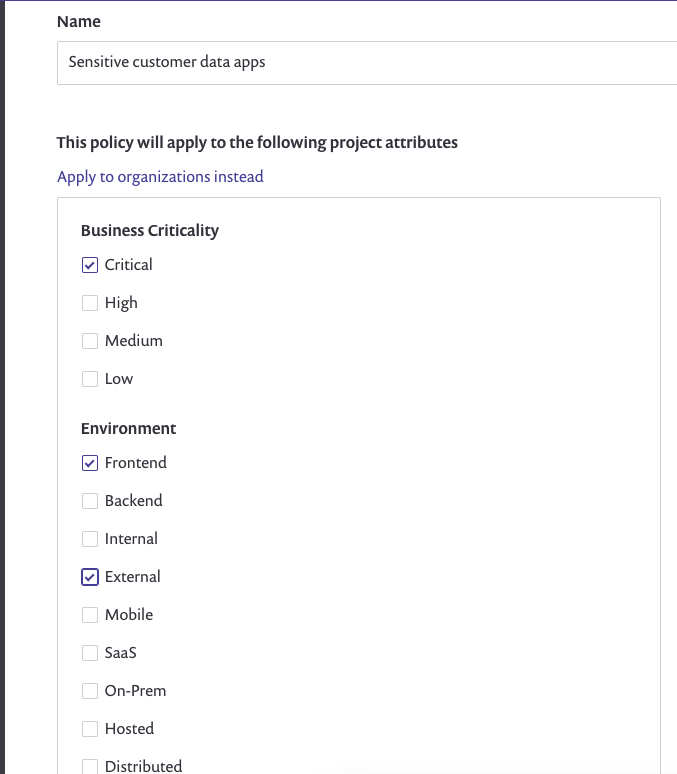 Name
Sensitive customer data apps
This policy will apply to the following project attributes
Apply to organizations instead
Business Criticality
Critical
High
Medium
Low
Environment
Frontend
Backend
Internal
External
Mobile
SaaS
On-Prem
Hosted
Distributed